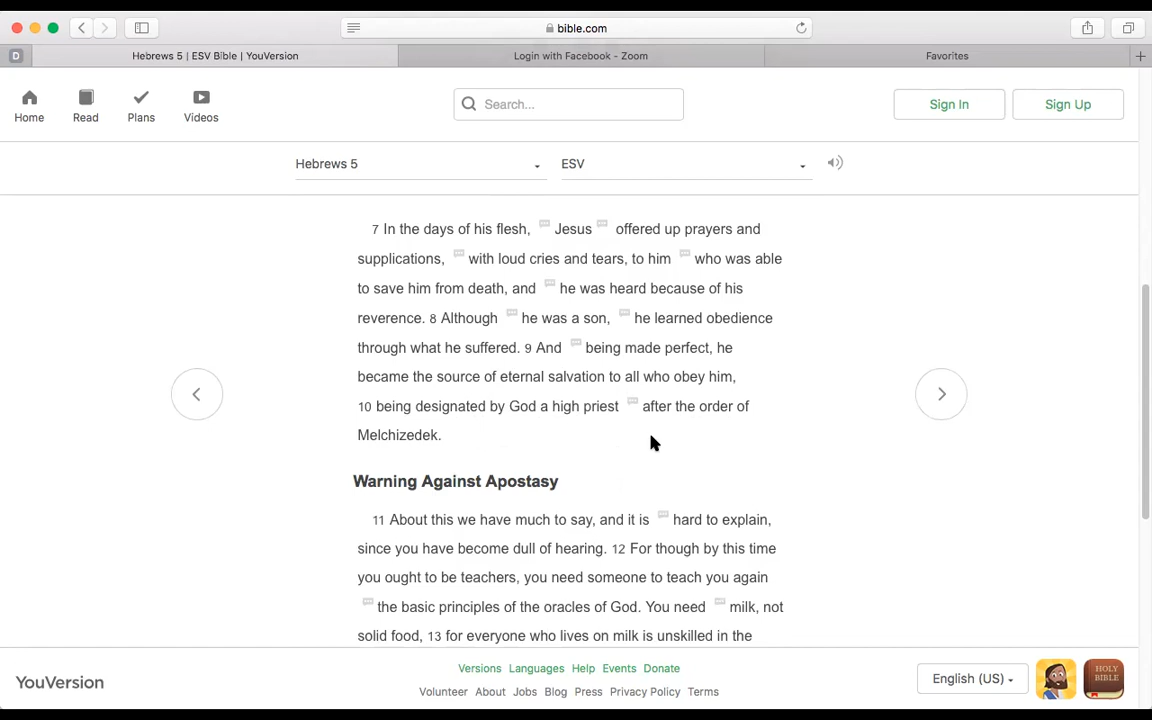 bible.com
D
Hebrews 5 | ESV Bible | YouVersion
Login with Facebook - Zoom
Favorites
Home
Read
Plans
Videos
Search...
Sign In
Sign Up
Hebrews 5
ESV
7 In the days of his flesh, Jesus offered up prayers and
supplications, with loud cries and tears, to him who was able
to save him from death, and he was heard because of his
reverence. 8 Although he was a son, he learned obedience
through what he suffered. 9 And being made perfect, he
became the source of eternal salvation to all who obey him,
10 being designated by God a high priest after the order of
Melchizedek.
Warning Against Apostasy
11 About this we have much to say, and it is hard to explain,
since you have become dull of hearing. 12 For though by this time
you ought to be teachers, you need someone to teach you again
the basic principles of the oracles of God. You need milk, not
solid food, 13 for everyone who lives on milk is unskilled in the
YouVersion
Versions Languages Help Events Donate
Volunteer About Jobs Blog Press Privacy Policy Terms
English (US)
HOLY
BIBLE